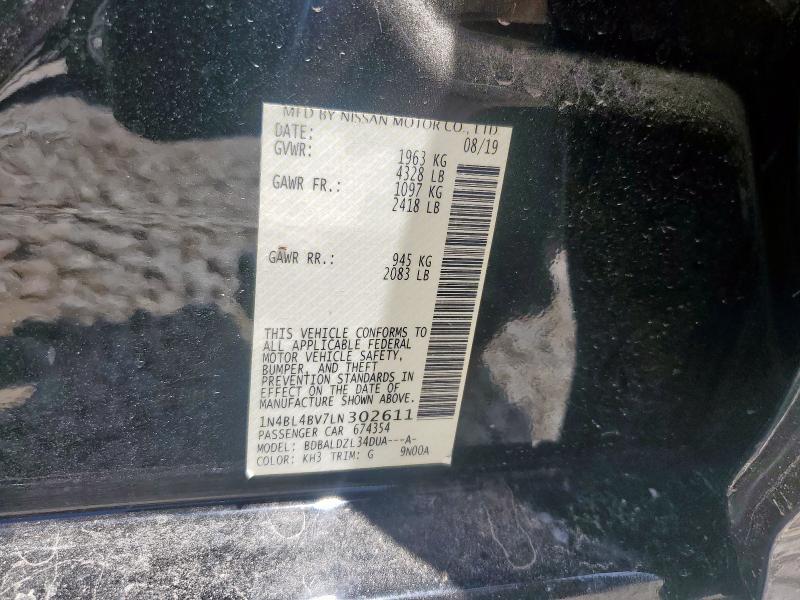 MFD BY NISSAN MOTOR CO., LTD
DATE: 08/19
GVWR: 1963 KG
4328 LB
GAWR FR.: 1097 KG
2418 LB
GAWR RR.: 945 KG
2083 LB
THIS VEHICLE CONFORMS TO
ALL APPLICABLE FEDERAL
MOTOR VEHICLE SAFETY,
BUMPER, AND THEFT
PREVENTION STANDARDS IN
EFFECT ON THE DATE OF
MANUFACTURE SHOWN ABOVE.
1N4BL4BV7LN302611
PASSENGER CAR 674354
MODEL: BDBALDZL34DUA---A-
COLOR: KH3 TRIM: G 9N00A